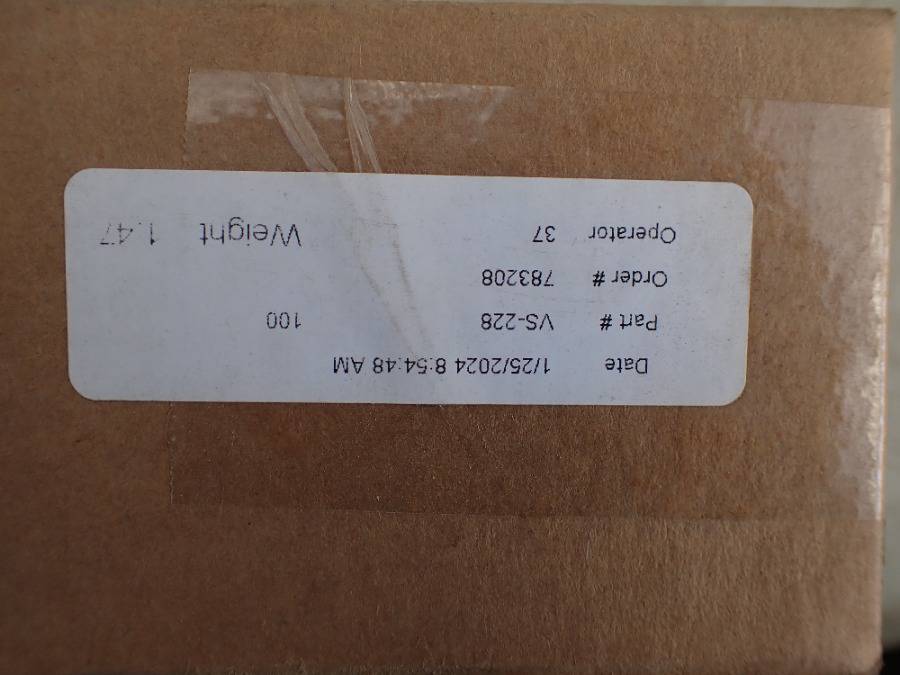 Date 1/25/2024 8:54:48 AM
Part # VS-228 100
Order # 783208
Operator 37 Weight 1.47